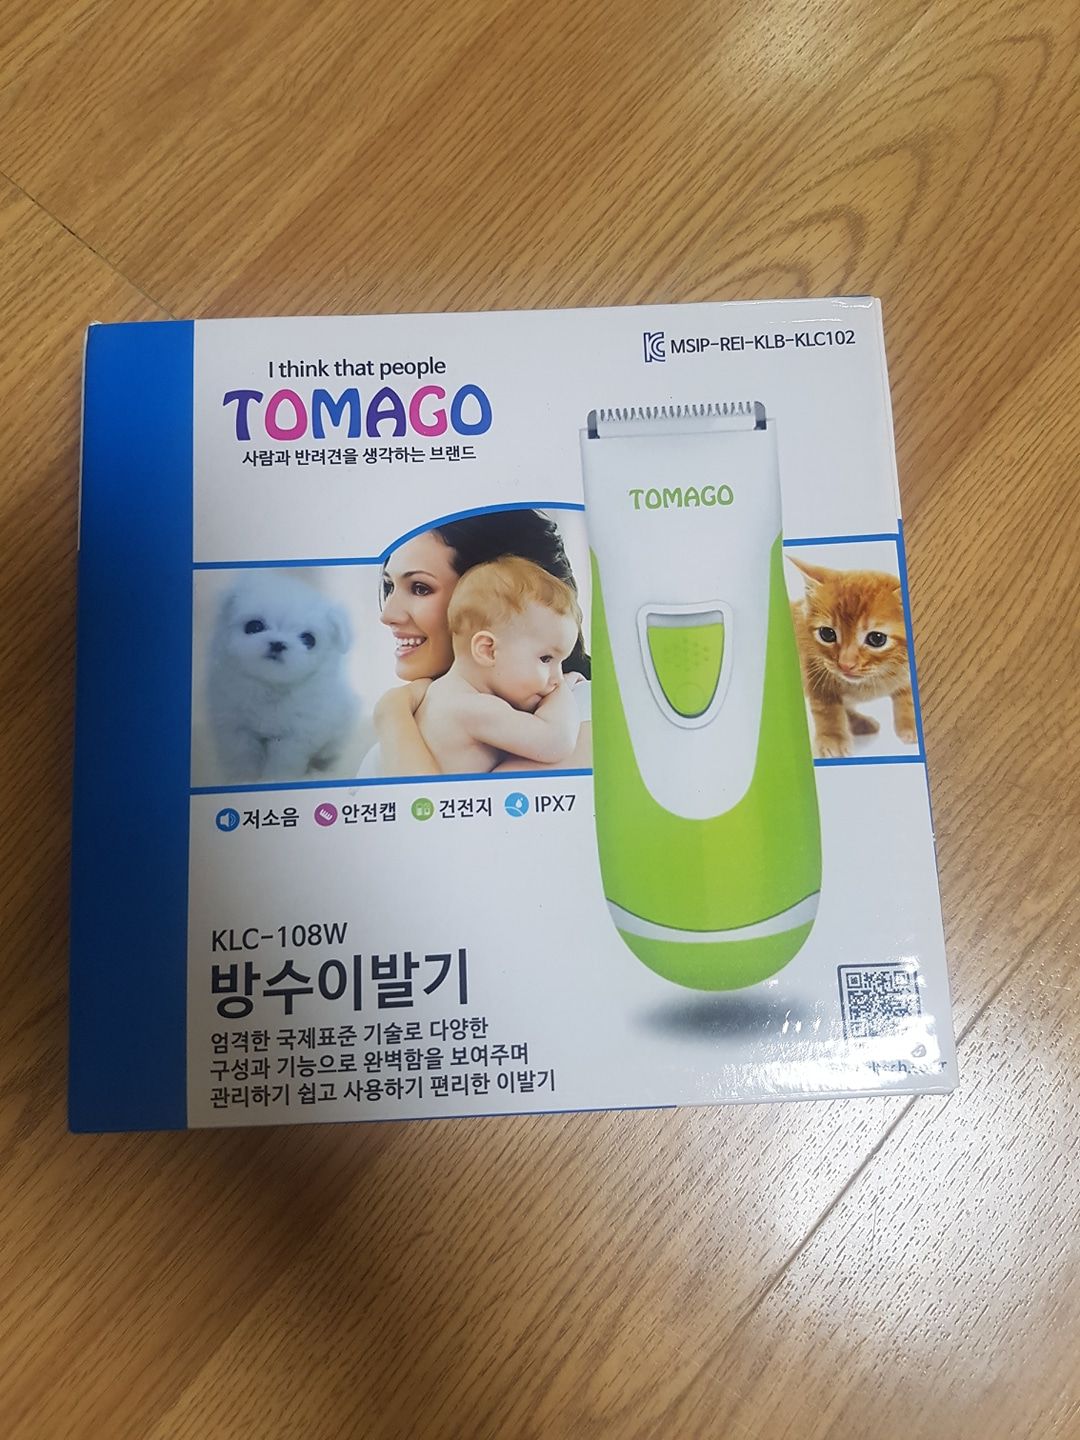 I think that people
TOMAGO
사람과 반려견을 생각하는 브랜드
MSIP-REI-KLB-KLC102
TOMAGO
저소음 안전캡 건전지 IPX7
KLC-108W
방수이발기
엄격한 국제표준 기술로 다양한
구성과 기능으로 완벽함을 보여주며
관리하기 쉽고 사용하기 편리한 이발기